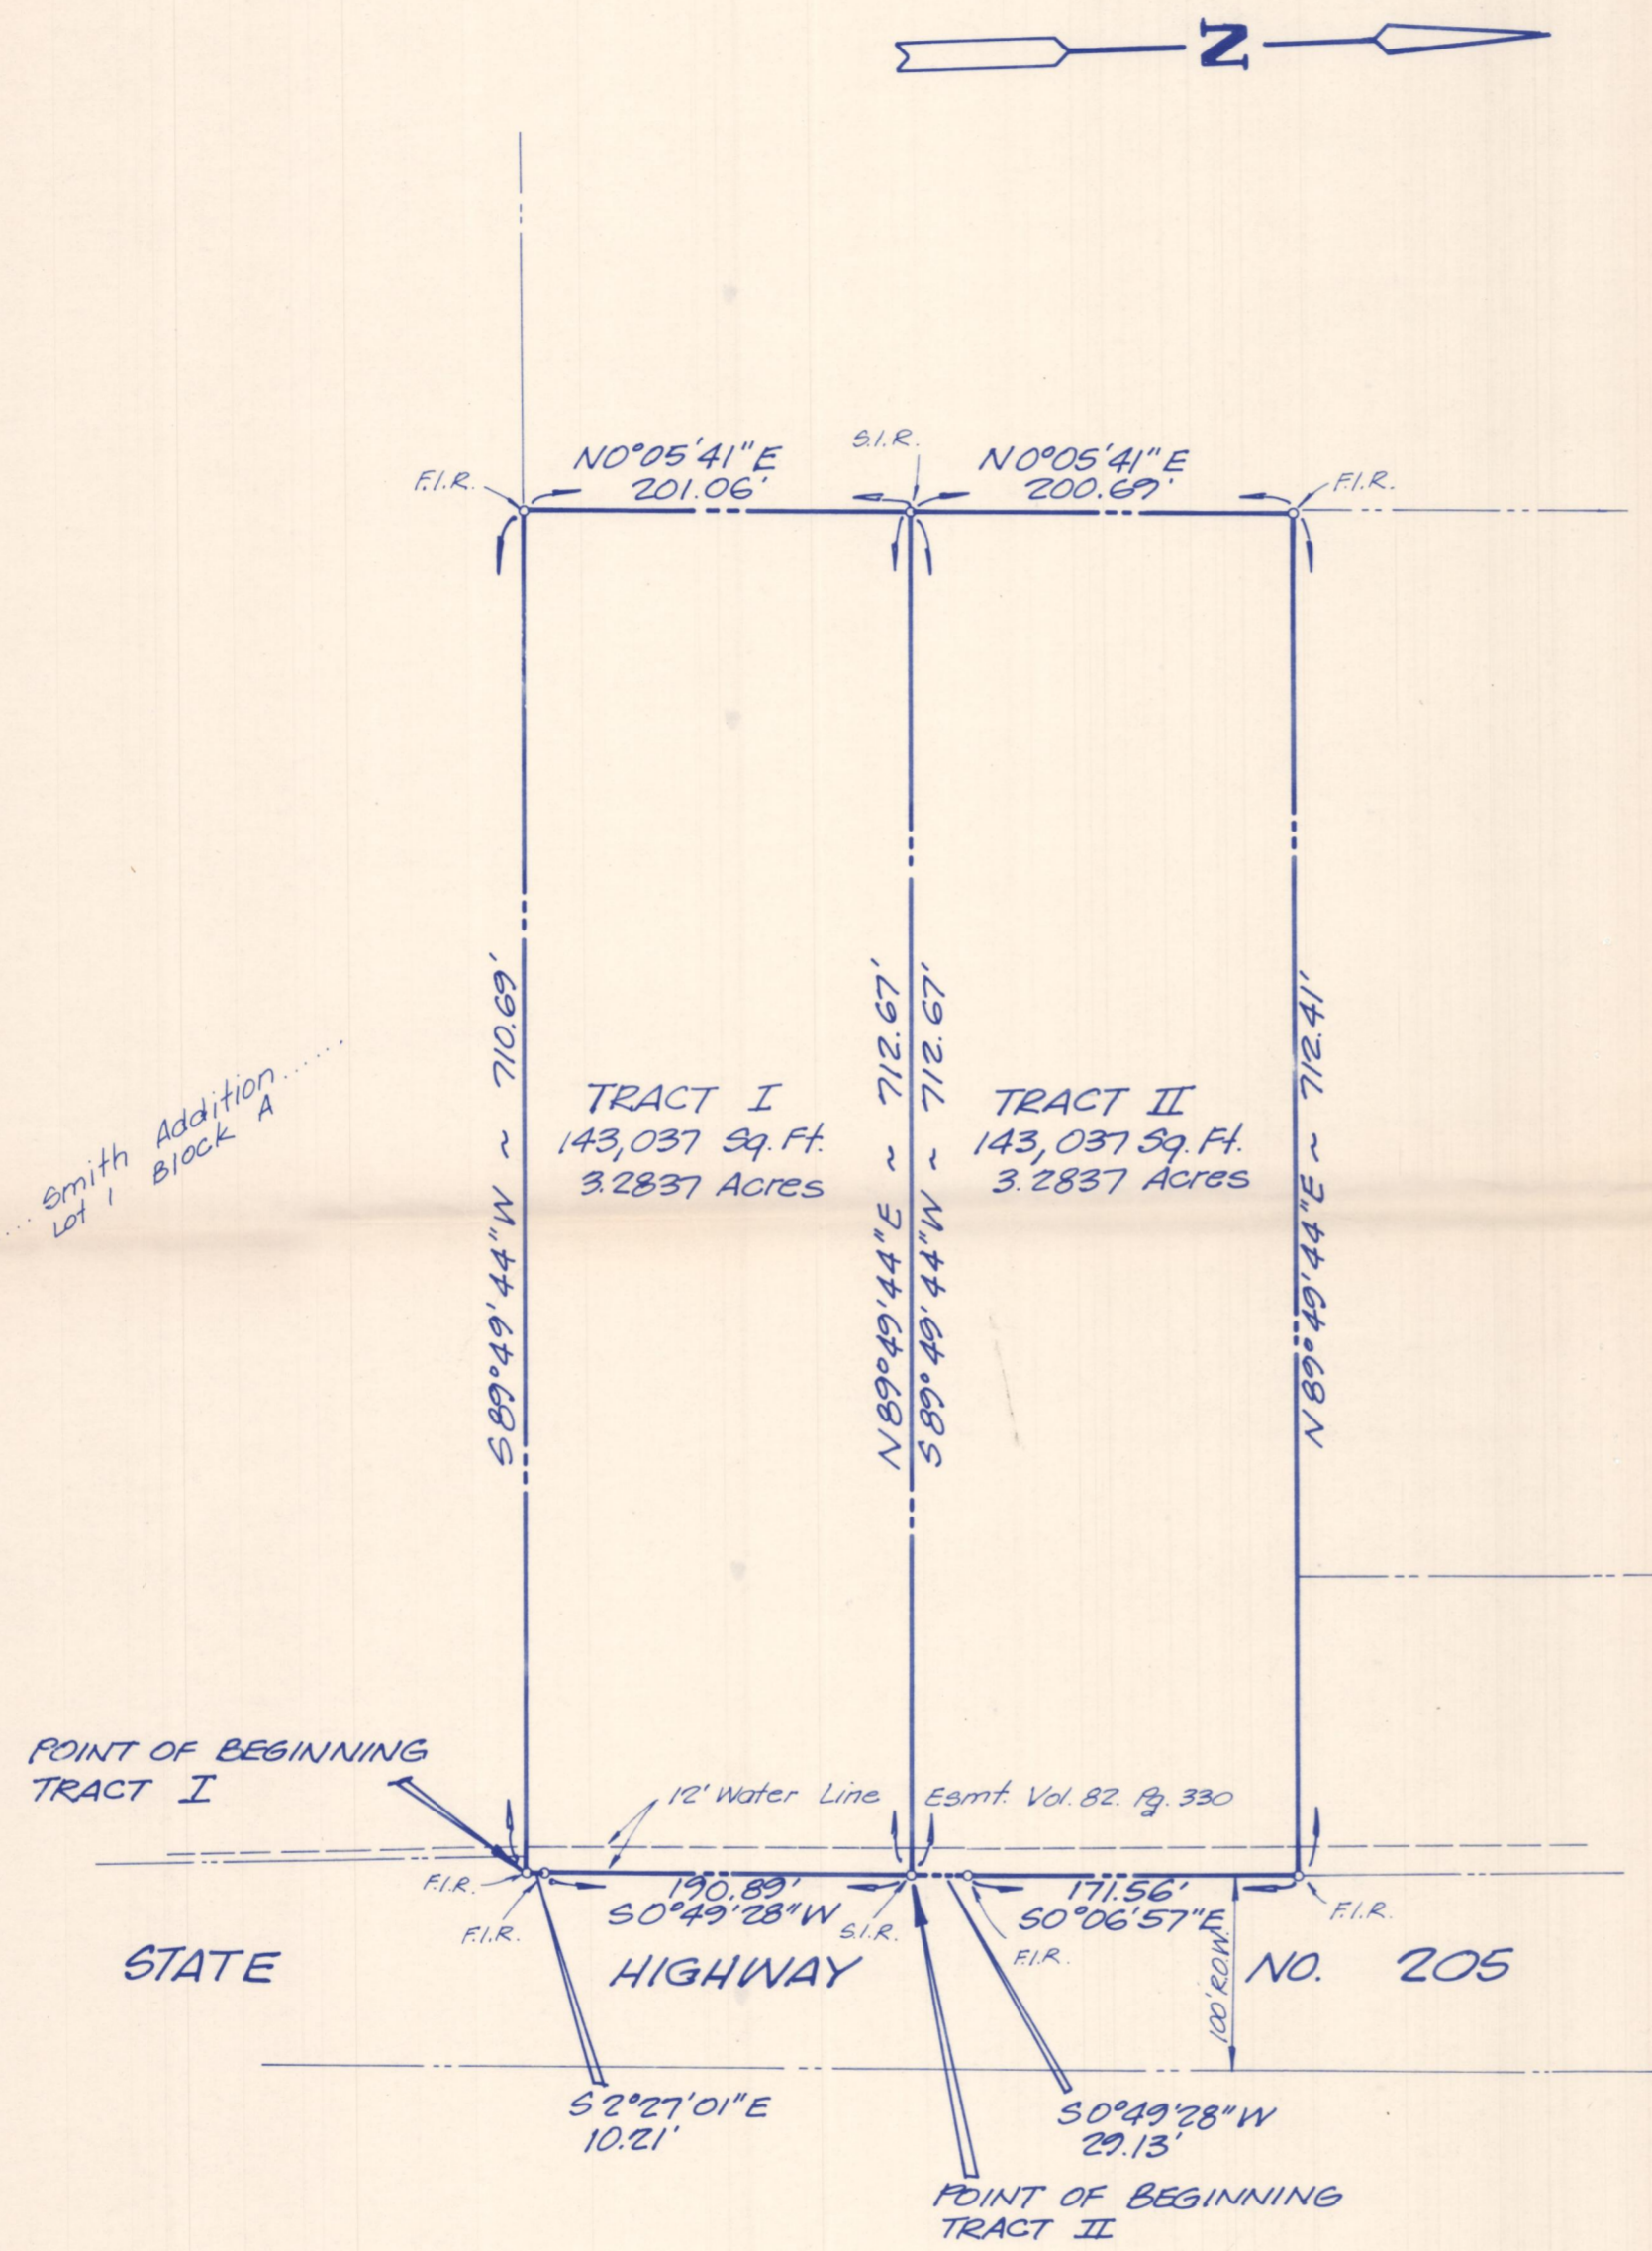 N
S.I.R.
N0°05'41"E
201.06'
N0°05'41"E
200.69'
F.I.R.
F.I.R.
S89°49'44"W ~ 710.69'
N89°49'44"E ~ 712.67'
S89°49'44"W ~ 712.67'
N89°49'44"E ~ 712.41'
Smith Addition
Lot 1 Block A
TRACT I
143,037 Sq. Ft.
3.2837 Acres
TRACT II
143,037 Sq. Ft.
3.2837 Acres
POINT OF BEGINNING
TRACT I
12' Water Line Esmt. Vol. 82. Pg. 330
F.I.R.
F.I.R.
190.89'
S0°49'28"W
S.I.R.
171.56'
S0°06'57"E
F.I.R.
F.I.R.
100' R.O.W.
STATE HIGHWAY NO. 205
S2°27'01"E
10.21'
S0°49'28"W
29.13'
POINT OF BEGINNING
TRACT II